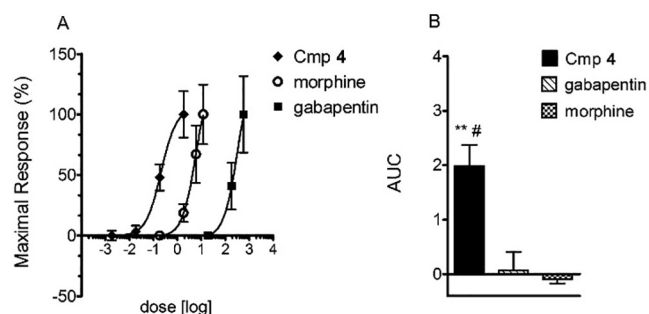 A
Cmp 4
morphine
gabapentin
Maximal Response (%)
100
50
0
-50
-3 -2 -1 0 1 2 3 4
dose [log]
B
Cmp 4
gabapentin
morphine
AUC
4
3
2
1
0
** #